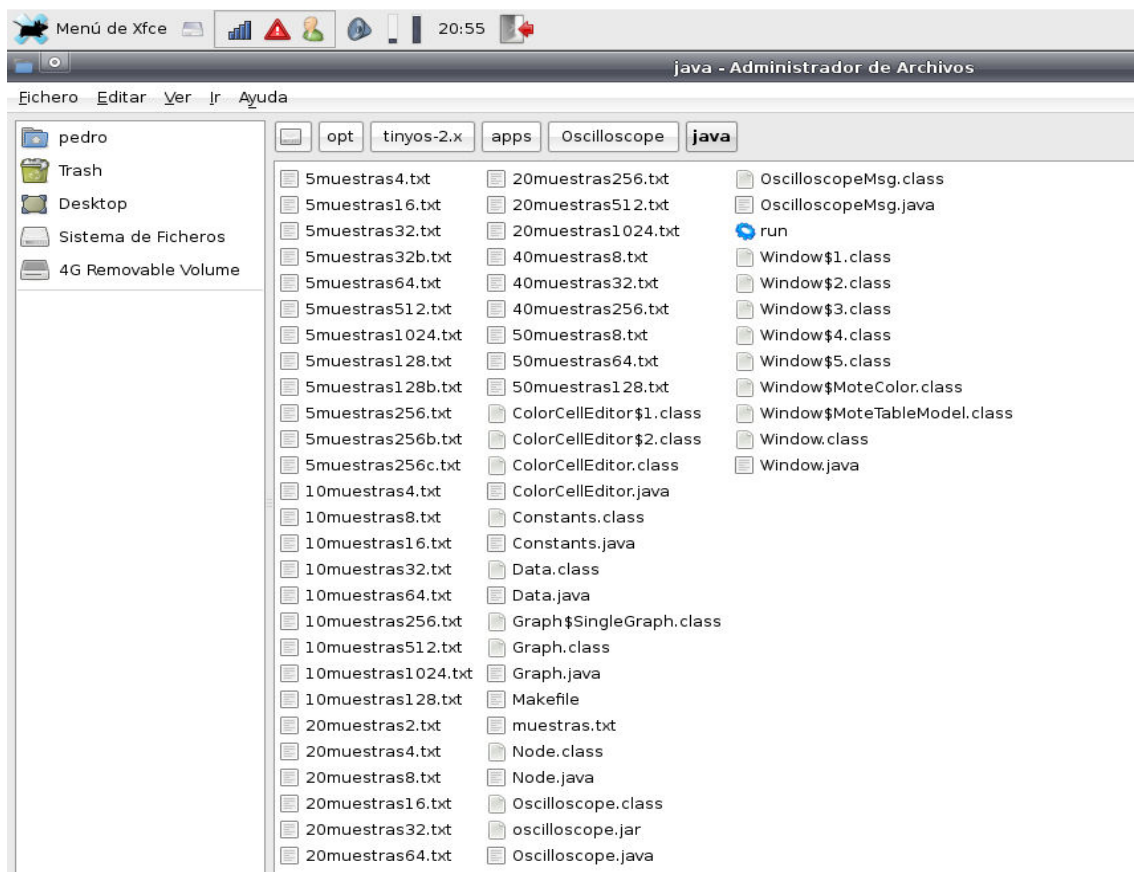 Menú de Xfce
20:55
java - Administrador de Archivos
Fichero Editar Ver Ir Ayuda
pedro
Trash
Desktop
Sistema de Ficheros
4G Removable Volume
opt tinyos-2.x apps Oscilloscope java
5muestras4.txt
5muestras16.txt
5muestras32.txt
5muestras32b.txt
5muestras64.txt
5muestras512.txt
5muestras1024.txt
5muestras128.txt
5muestras128b.txt
5muestras256.txt
5muestras256b.txt
5muestras256c.txt
10muestras4.txt
10muestras8.txt
10muestras16.txt
10muestras32.txt
10muestras64.txt
10muestras256.txt
10muestras512.txt
10muestras1024.txt
10muestras128.txt
20muestras2.txt
20muestras4.txt
20muestras8.txt
20muestras16.txt
20muestras32.txt
20muestras64.txt
20muestras256.txt
20muestras512.txt
20muestras1024.txt
40muestras8.txt
40muestras32.txt
40muestras256.txt
50muestras8.txt
50muestras64.txt
50muestras128.txt
ColorCellEditor$1.class
ColorCellEditor$2.class
ColorCellEditor.class
ColorCellEditor.java
Constants.class
Constants.java
Data.class
Data.java
Graph$SingleGraph.class
Graph.class
Graph.java
Makefile
muestras.txt
Node.class
Node.java
Oscilloscope.class
oscilloscope.jar
Oscilloscope.java
OscilloscopeMsg.class
OscilloscopeMsg.java
run
Window$1.class
Window$2.class
Window$3.class
Window$4.class
Window$5.class
Window$MoteColor.class
Window$MoteTableModel.class
Window.class
Window.java